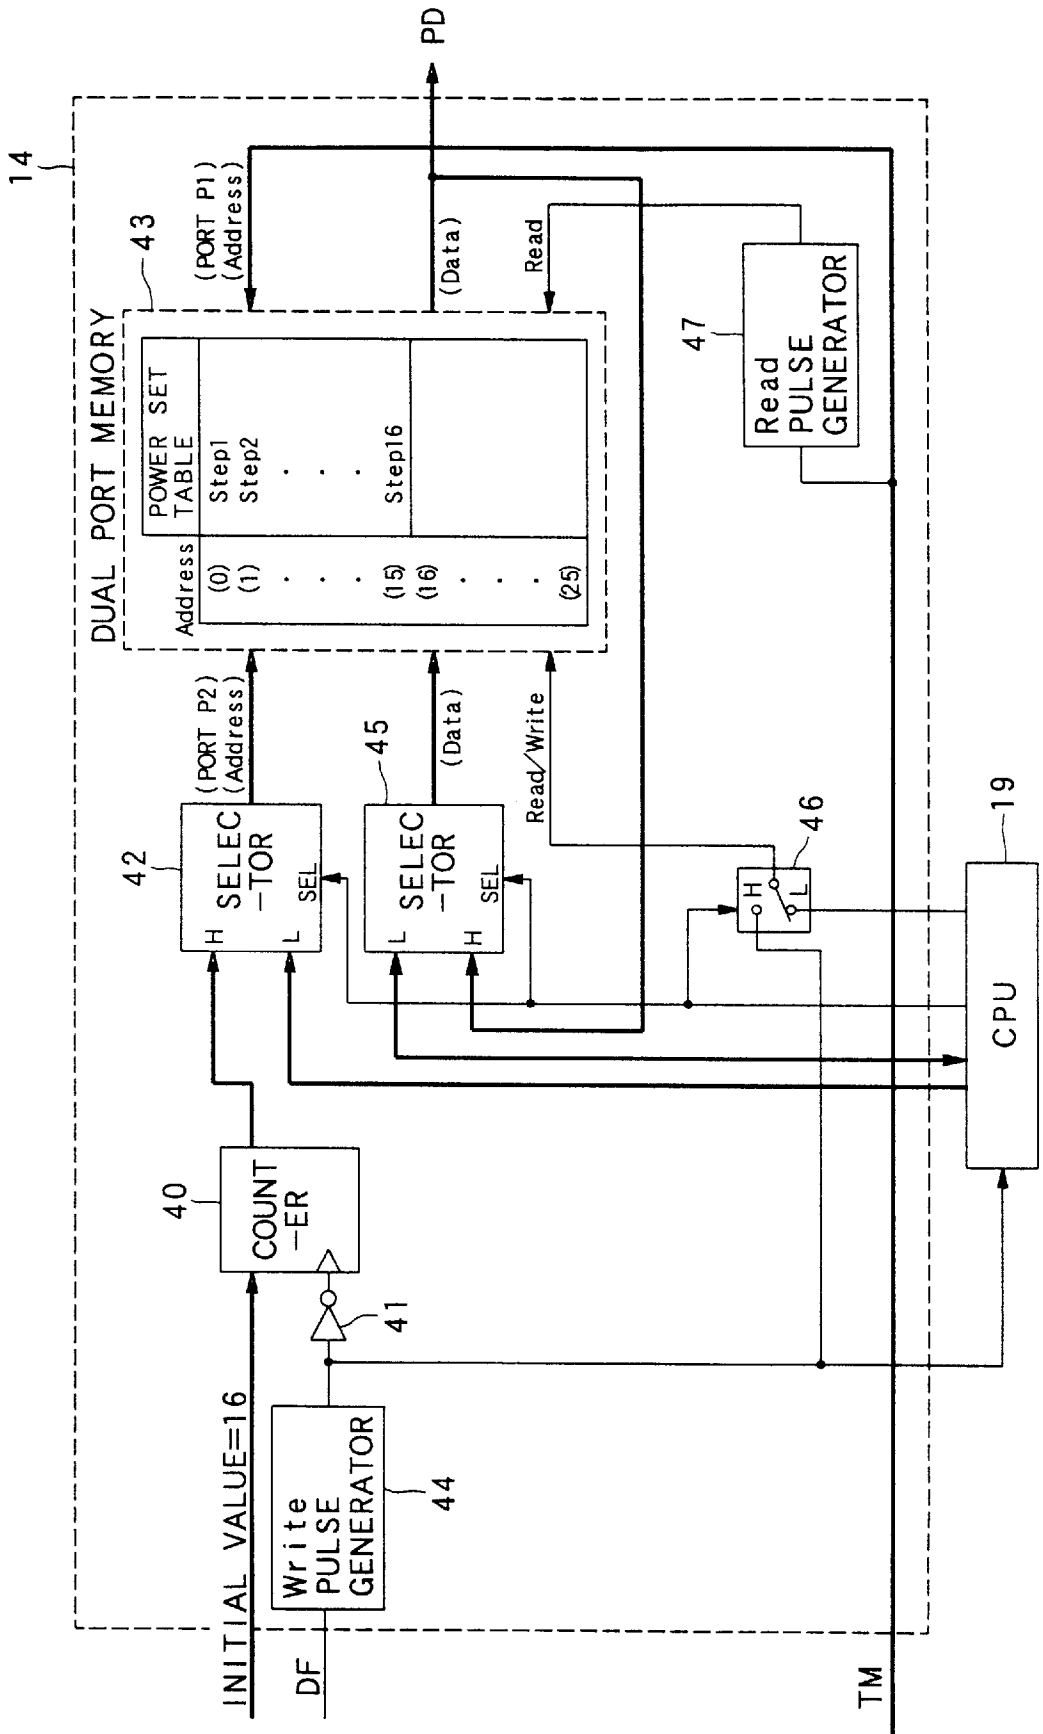 14
DUAL PORT MEMORY
43
Address
POWER SET
TABLE
(0)
Step1
(1)
Step2
. . .
. . .
(15)
Step16
(16)
. . .
(25)
(PORT P1)
(Address)
(Data)
PD
Read
47
Read
PULSE
GENERATOR
42
SELEC
-TOR
H
L
SEL
(PORT P2)
(Address)
45
SELEC
-TOR
L
H
SEL
(Data)
Read/Write
46
H
L
19
CPU
40
COUNT
-ER
41
INITIAL VALUE=16
Write
PULSE
GENERATOR
44
DF
TM